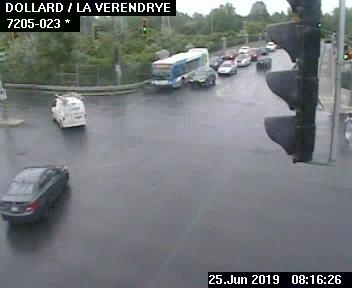 DOLLARD / LA VERENDRYE
7205-023 *
25.Jun 2019 08:16:26